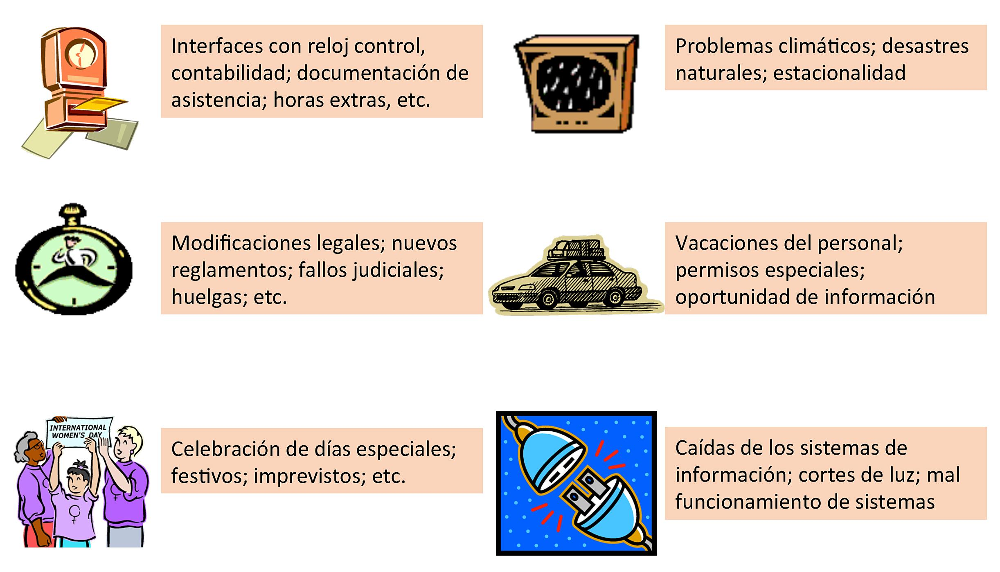 Interfaces con reloj control,
contabilidad; documentación de
asistencia; horas extras, etc.
Problemas climáticos; desastres
naturales; estacionalidad
Modificaciones legales; nuevos
reglamentos; fallos judiciales;
huelgas; etc.
Vacaciones del personal;
permisos especiales;
oportunidad de información
INTERNATIONAL
WOMEN'S DAY
Celebración de días especiales;
festivos; imprevistos; etc.
Caídas de los sistemas de
información; cortes de luz; mal
funcionamiento de sistemas